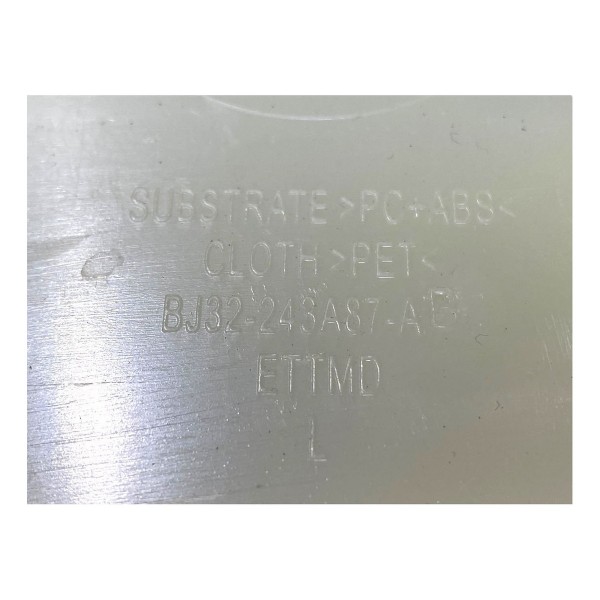 SUBSTRATE >PC+ABS<
CLOTH >PET<
BJ32-243A87-AB
ETTMD
L